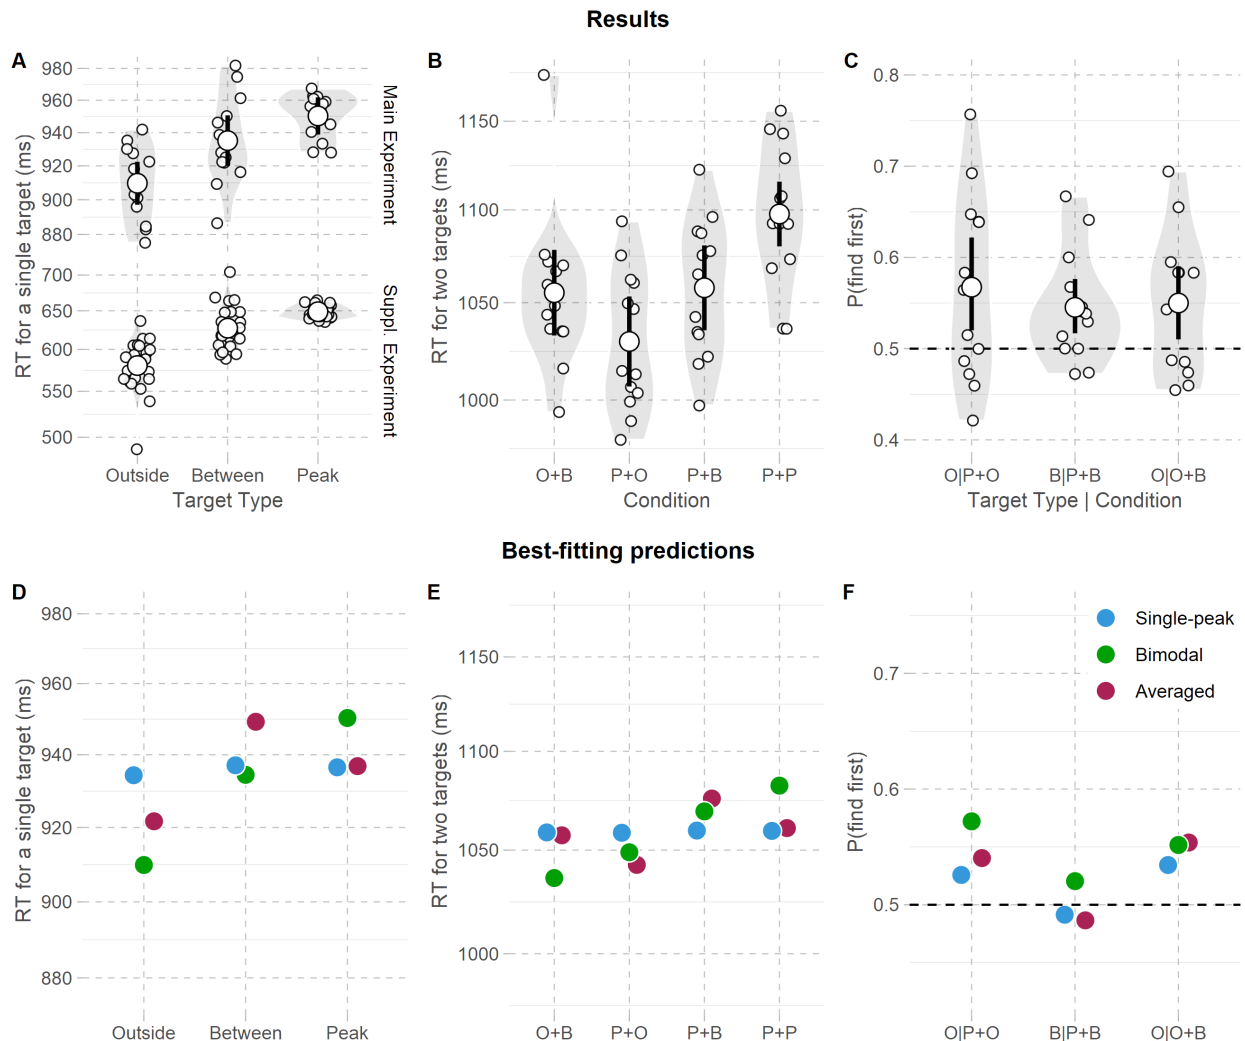 Results
A
RT for a single target (ms)
980
960
940
920
900
880
700
650
600
550
500
Main Experiment
Suppl. Experiment
Outside Between Peak
Target Type
B
RT for two targets (ms)
1150
1100
1050
1000
O+B P+O P+B P+P
Condition
C
P(find first)
0.8
0.7
0.6
0.5
0.4
O|P+O B|P+B O|O+B
Target Type | Condition
Best-fitting predictions
D
RT for a single target (ms)
980
960
940
920
900
880
Outside Between Peak
E
RT for two targets (ms)
1150
1100
1050
1000
O+B P+O P+B P+P
F
P(find first)
0.7
0.6
0.5
Single-peak
Bimodal
Averaged
O|P+O B|P+B O|O+B